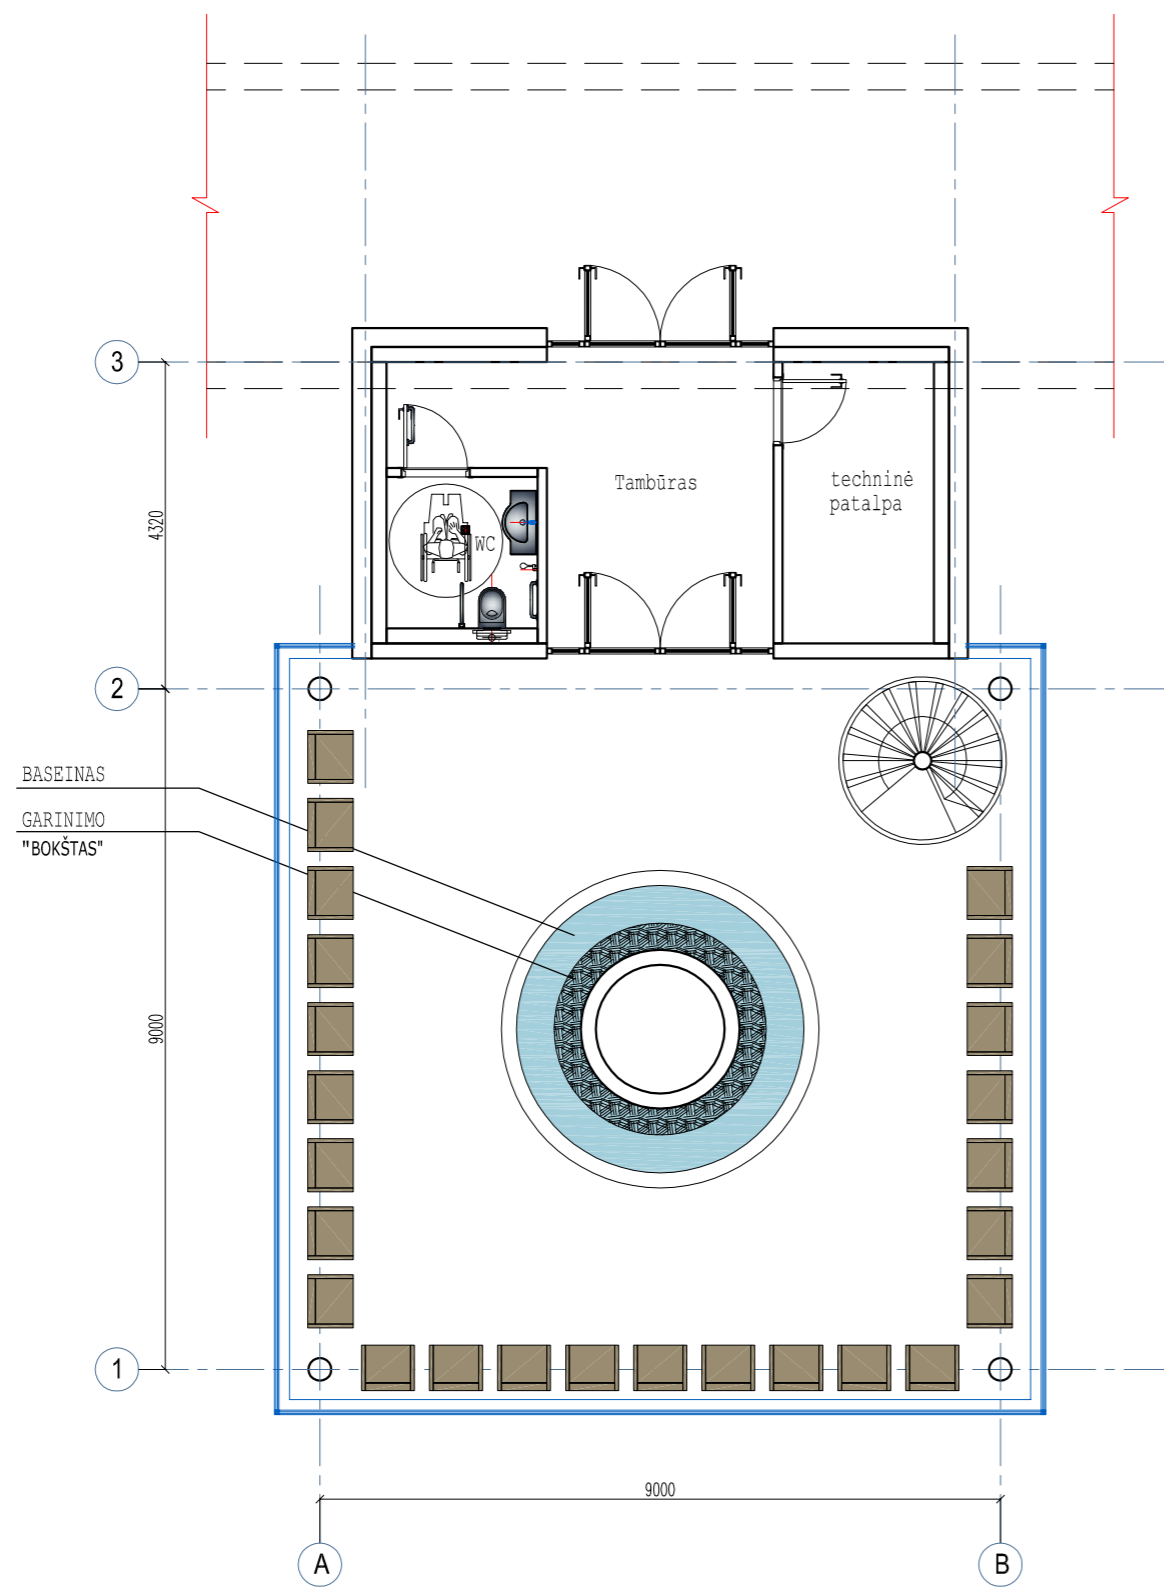 3
Tambūras
techninė
patalpa
4320
WC
2
BASEINAS
GARINIMO
"BOKŠTAS"
9000
1
9000
A
B